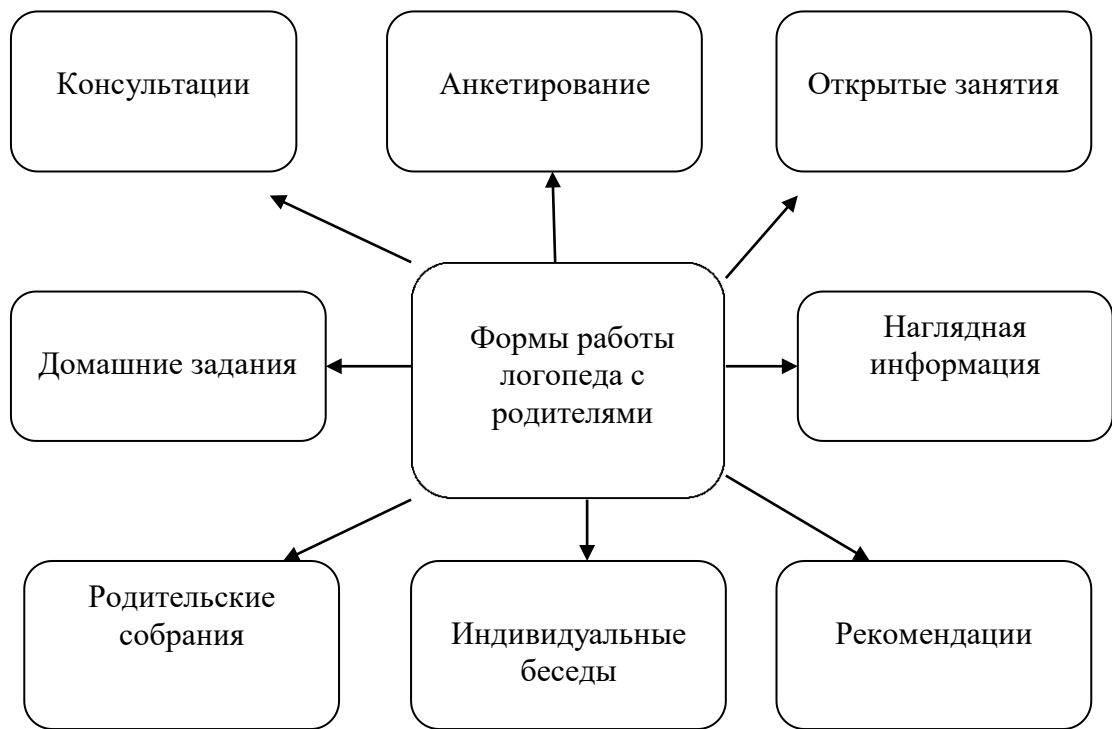 Консультации
Анкетирование
Открытые занятия
Домашние задания
Формы работы
логопеда с
родителями
Наглядная
информация
Родительские
собрания
Индивидуальные
беседы
Рекомендации